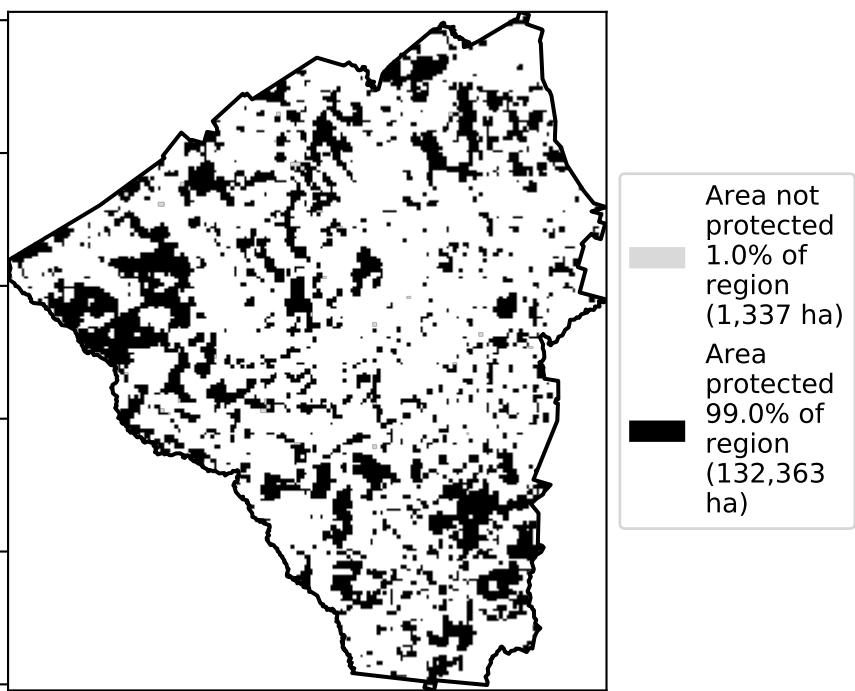 Area not
protected
1.0% of
region
(1,337 ha)
Area
protected
99.0% of
region
(132,363
ha)